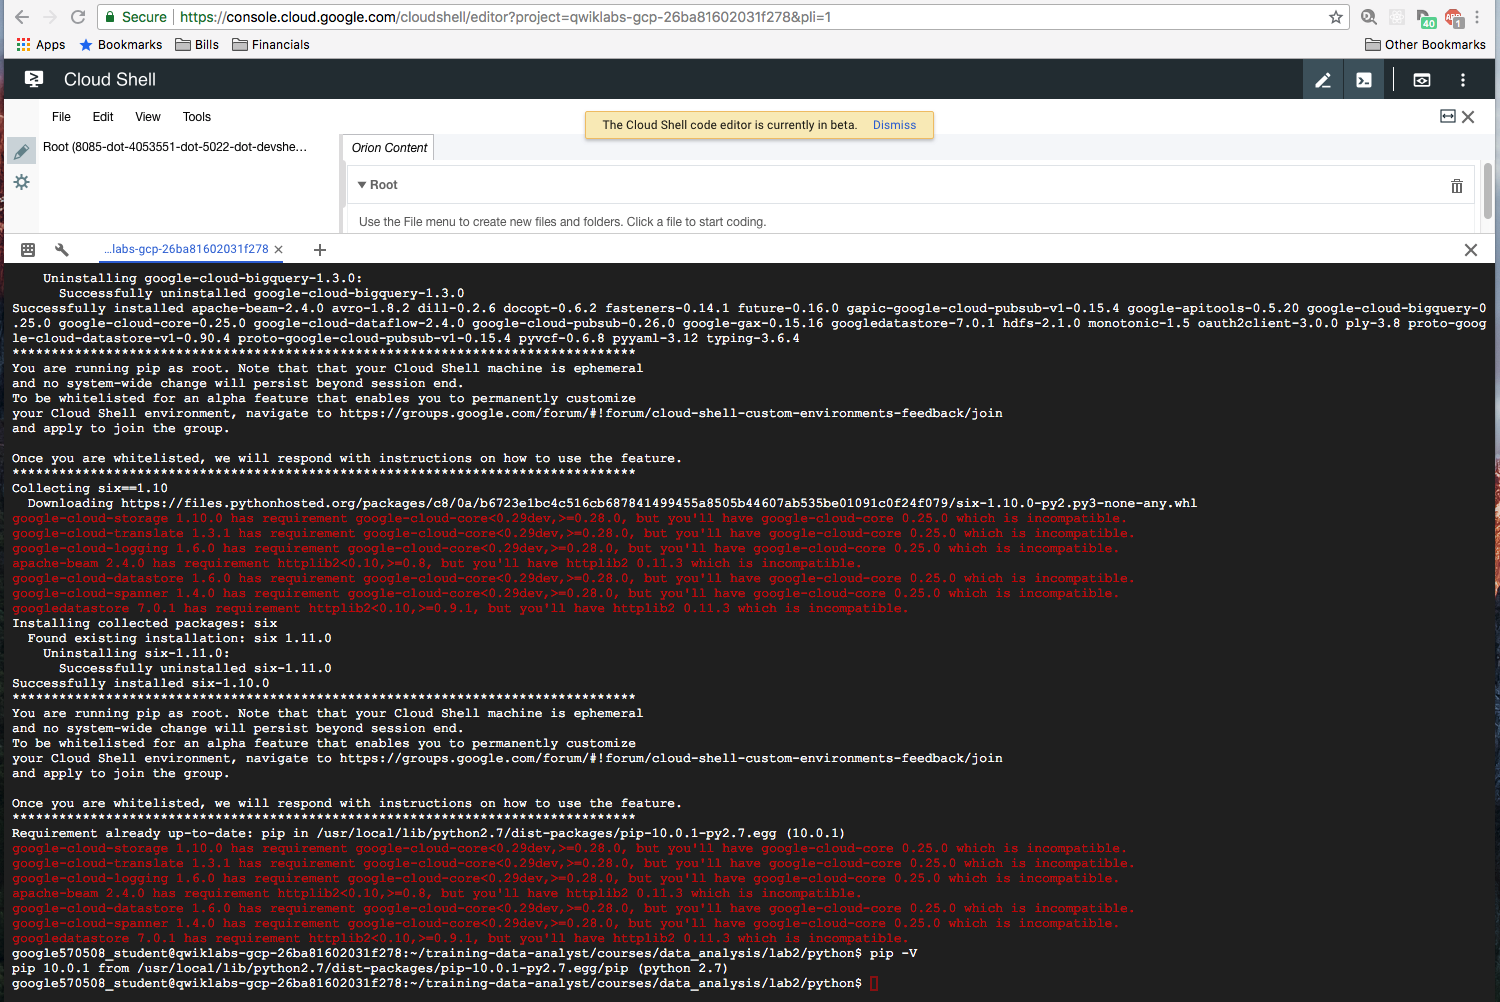 Secure https://console.cloud.google.com/cloudshell/editor?project=qwiklabs-gcp-26ba81602031f278&pli=1
40
1
Apps Bookmarks Bills Financials Other Bookmarks
Cloud Shell
File Edit View Tools
The Cloud Shell code editor is currently in beta. Dismiss
Root (8085-dot-4053551-dot-5022-dot-devshe...
Orion Content
Root
Use the File menu to create new files and folders. Click a file to start coding.
...labs-gcp-26ba81602031f278
Uninstalling google-cloud-bigquery-1.3.0:
Successfully uninstalled google-cloud-bigquery-1.3.0
Successfully installed apache-beam-2.4.0 avro-1.8.2 dill-0.2.6 docopt-0.6.2 fasteners-0.14.1 future-0.16.0 gapic-google-cloud-pubsub-v1-0.15.4 google-apitools-0.5.20 google-cloud-bigquery-0
.25.0 google-cloud-core-0.25.0 google-cloud-dataflow-2.4.0 google-cloud-pubsub-0.26.0 google-gax-0.15.16 googledatastore-7.0.1 hdfs-2.1.0 monotonic-1.5 oauth2client-3.0.0 ply-3.8 proto-goog
le-cloud-datastore-v1-0.90.4 proto-google-cloud-pubsub-v1-0.15.4 pyvcf-0.6.8 pyyaml-3.12 typing-3.6.4
********************************************************************************
You are running pip as root. Note that that your Cloud Shell machine is ephemeral
and no system-wide change will persist beyond session end.
To be whitelisted for an alpha feature that enables you to permanently customize
your Cloud Shell environment, navigate to https://groups.google.com/forum/#!forum/cloud-shell-custom-environments-feedback/join
and apply to join the group.
Once you are whitelisted, we will respond with instructions on how to use the feature.
********************************************************************************
Collecting six==1.10
Downloading https://files.pythonhosted.org/packages/c8/0a/b6723e1bc4c516cb687841499455a8505b44607ab535be01091c0f24f079/six-1.10.0-py2.py3-none-any.whl
google-cloud-storage 1.10.0 has requirement google-cloud-core<0.29dev,>=0.28.0, but you'll have google-cloud-core 0.25.0 which is incompatible.
google-cloud-translate 1.3.1 has requirement google-cloud-core<0.29dev,>=0.28.0, but you'll have google-cloud-core 0.25.0 which is incompatible.
google-cloud-logging 1.6.0 has requirement google-cloud-core<0.29dev,>=0.28.0, but you'll have google-cloud-core 0.25.0 which is incompatible.
apache-beam 2.4.0 has requirement httplib2<0.10,>=0.8, but you'll have httplib2 0.11.3 which is incompatible.
google-cloud-datastore 1.6.0 has requirement google-cloud-core<0.29dev,>=0.28.0, but you'll have google-cloud-core 0.25.0 which is incompatible.
google-cloud-spanner 1.4.0 has requirement google-cloud-core<0.29dev,>=0.28.0, but you'll have google-cloud-core 0.25.0 which is incompatible.
googledatastore 7.0.1 has requirement httplib2<0.10,>=0.9.1, but you'll have httplib2 0.11.3 which is incompatible.
Installing collected packages: six
Found existing installation: six 1.11.0
Uninstalling six-1.11.0:
Successfully uninstalled six-1.11.0
Successfully installed six-1.10.0
********************************************************************************
You are running pip as root. Note that that your Cloud Shell machine is ephemeral
and no system-wide change will persist beyond session end.
To be whitelisted for an alpha feature that enables you to permanently customize
your Cloud Shell environment, navigate to https://groups.google.com/forum/#!forum/cloud-shell-custom-environments-feedback/join
and apply to join the group.
Once you are whitelisted, we will respond with instructions on how to use the feature.
********************************************************************************
Requirement already up-to-date: pip in /usr/local/lib/python2.7/dist-packages/pip-10.0.1-py2.7.egg (10.0.1)
google-cloud-storage 1.10.0 has requirement google-cloud-core<0.29dev,>=0.28.0, but you'll have google-cloud-core 0.25.0 which is incompatible.
google-cloud-translate 1.3.1 has requirement google-cloud-core<0.29dev,>=0.28.0, but you'll have google-cloud-core 0.25.0 which is incompatible.
google-cloud-logging 1.6.0 has requirement google-cloud-core<0.29dev,>=0.28.0, but you'll have google-cloud-core 0.25.0 which is incompatible.
apache-beam 2.4.0 has requirement httplib2<0.10,>=0.8, but you'll have httplib2 0.11.3 which is incompatible.
google-cloud-datastore 1.6.0 has requirement google-cloud-core<0.29dev,>=0.28.0, but you'll have google-cloud-core 0.25.0 which is incompatible.
google-cloud-spanner 1.4.0 has requirement google-cloud-core<0.29dev,>=0.28.0, but you'll have google-cloud-core 0.25.0 which is incompatible.
googledatastore 7.0.1 has requirement httplib2<0.10,>=0.9.1, but you'll have httplib2 0.11.3 which is incompatible.
google570508_student@qwiklabs-gcp-26ba81602031f278:~/training-data-analyst/courses/data_analysis/lab2/python$ pip -V
pip 10.0.1 from /usr/local/lib/python2.7/dist-packages/pip-10.0.1-py2.7.egg/pip (python 2.7)
google570508_student@qwiklabs-gcp-26ba81602031f278:~/training-data-analyst/courses/data_analysis/lab2/python$